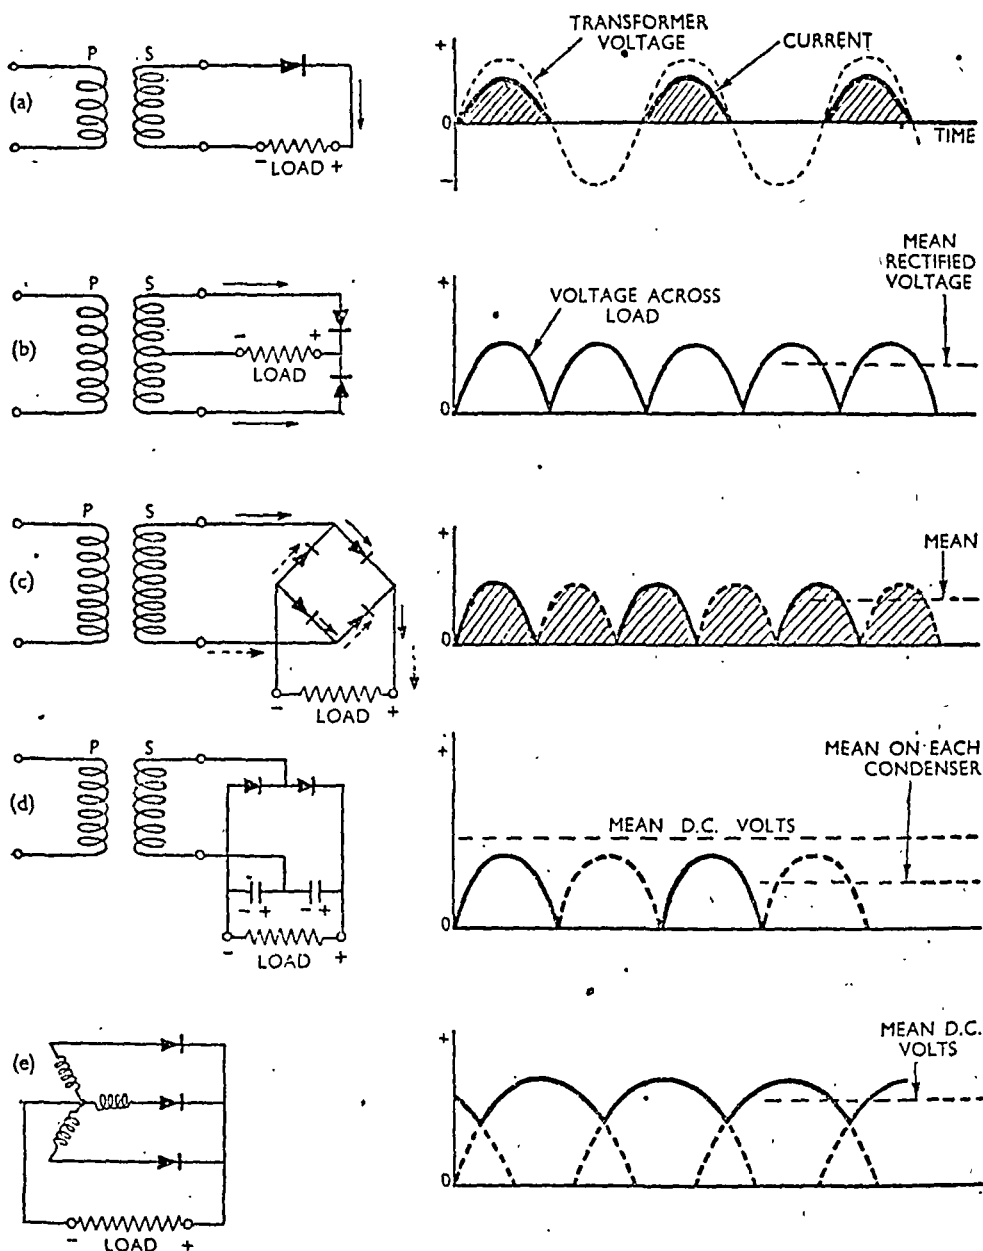 P S
(a)
- LOAD +
+
0
-
TRANSFORMER
VOLTAGE
CURRENT
TIME
P S
(b)
- +
LOAD
+
0
VOLTAGE ACROSS
LOAD
MEAN
RECTIFIED
VOLTAGE
P S
(c)
- LOAD +
+
0
MEAN
P S
(d)
- + - +
- LOAD +
+
0
MEAN D.C. VOLTS
MEAN ON EACH
CONDENSER
(e)
- LOAD +
+
0
MEAN D.C.
VOLTS